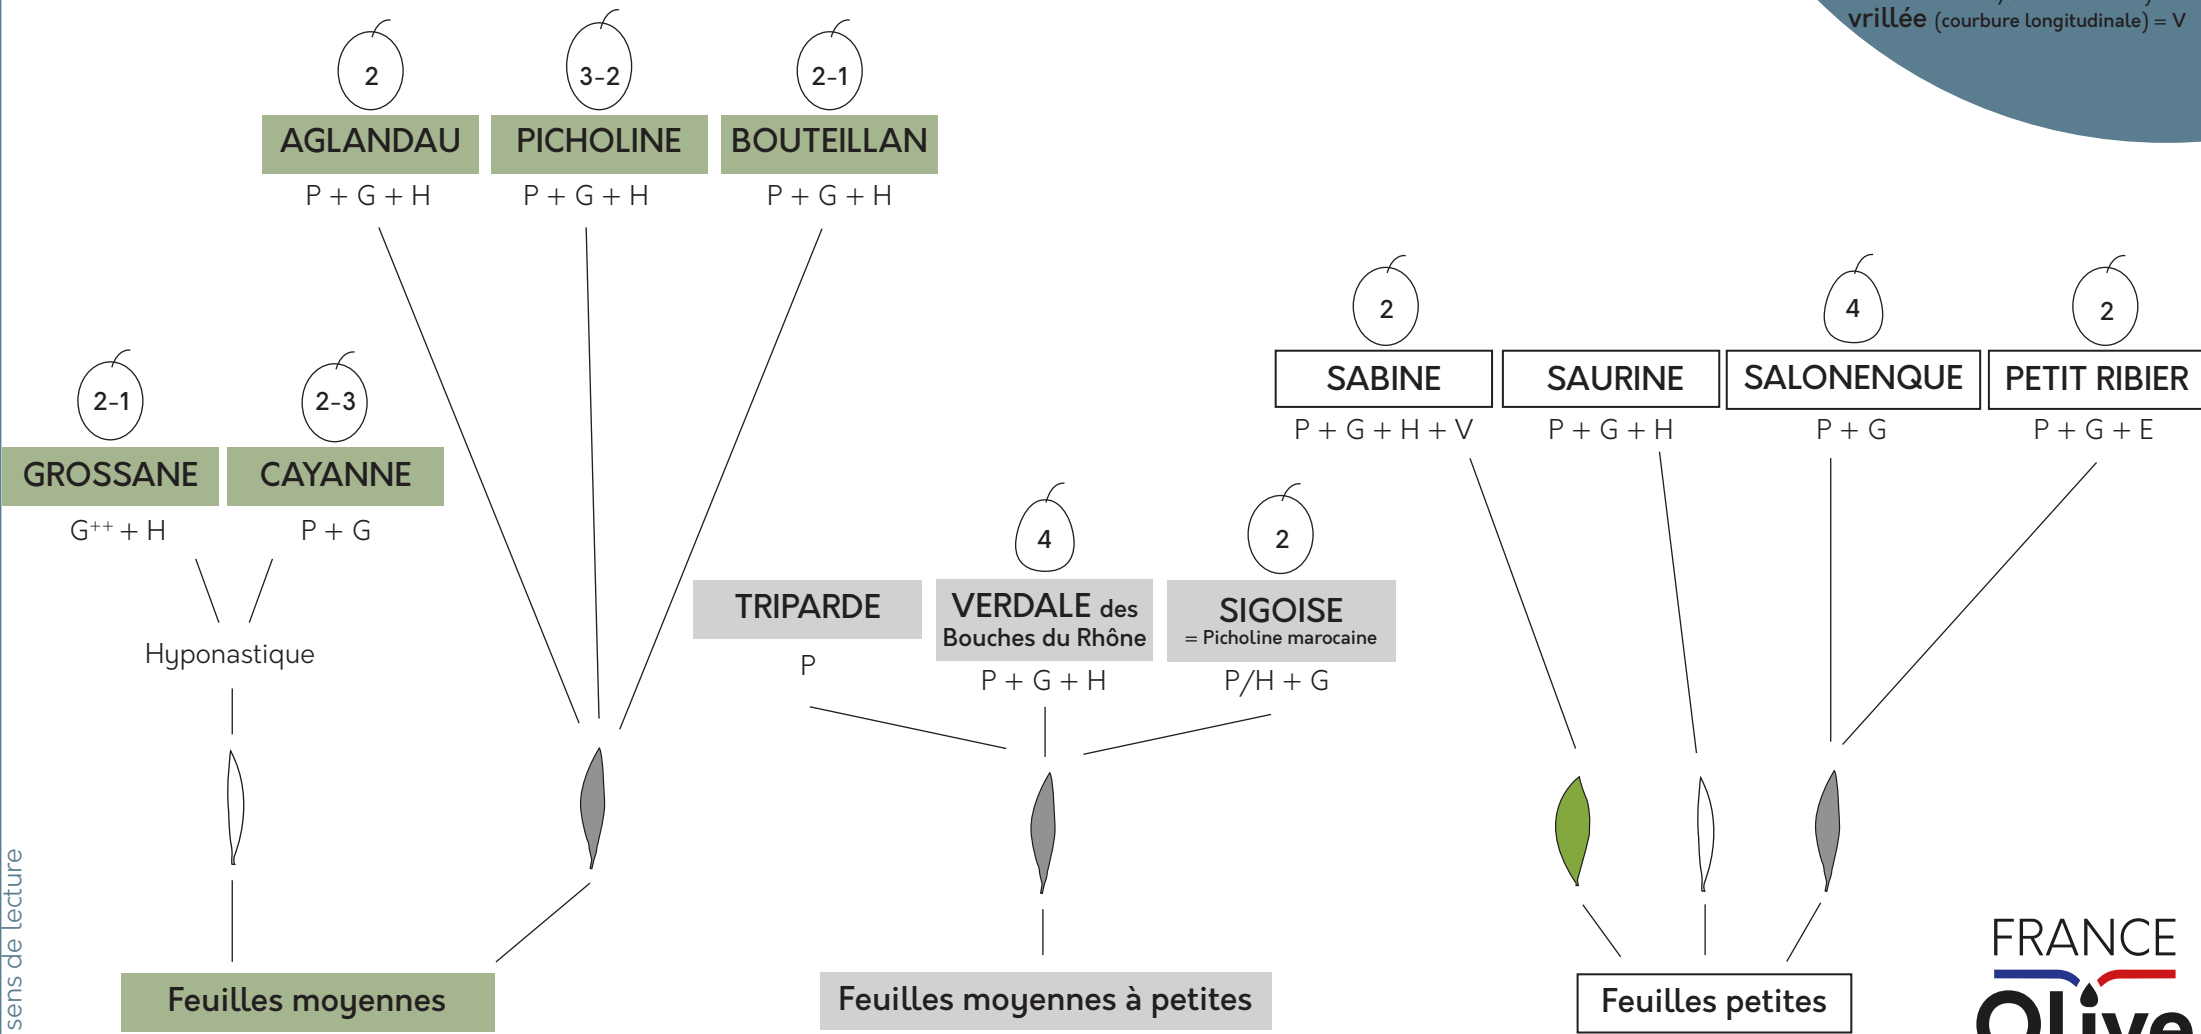 vrillée (courbure longitudinale) = V
2
3-2
2-1
AGLANDAU
PICHOLINE
BOUTEILLAN
P + G + H
P + G + H
P + G + H
2
4
2
SABINE
SAURINE
SALONENQUE
PETIT RIBIER
P + G + H + V
P + G + H
P + G
P + G + E
2-1
2-3
GROSSANE
CAYANNE
G++ + H
P + G
Hyponastique
4
2
TRIPARDE
VERDALE des
Bouches du Rhône
SIGOISE
= Picholine marocaine
P
P + G + H
P/H + G
sens de lecture
Feuilles moyennes
Feuilles moyennes à petites
Feuilles petites
FRANCE
Olive